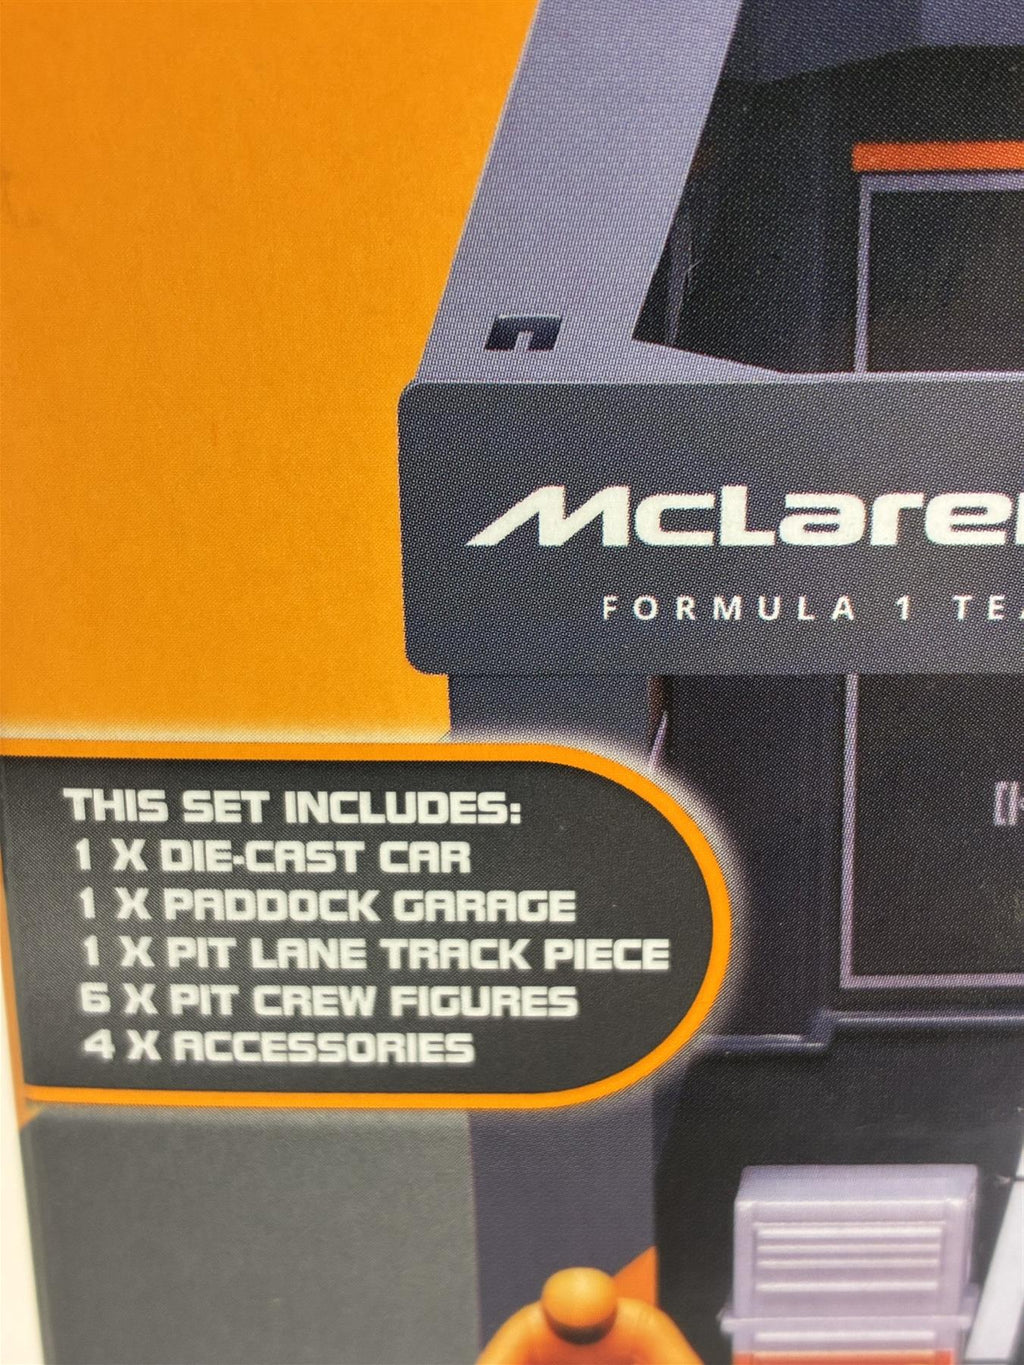 McLaren
FORMULA 1 TEA
THIS SET INCLUDES:
1 X DIE-CAST CAR
1 X PADDOCK GARAGE
1 X PIT LANE TRACK PIECE
6 X PIT CREW FIGURES
4 X ACCESSORIES